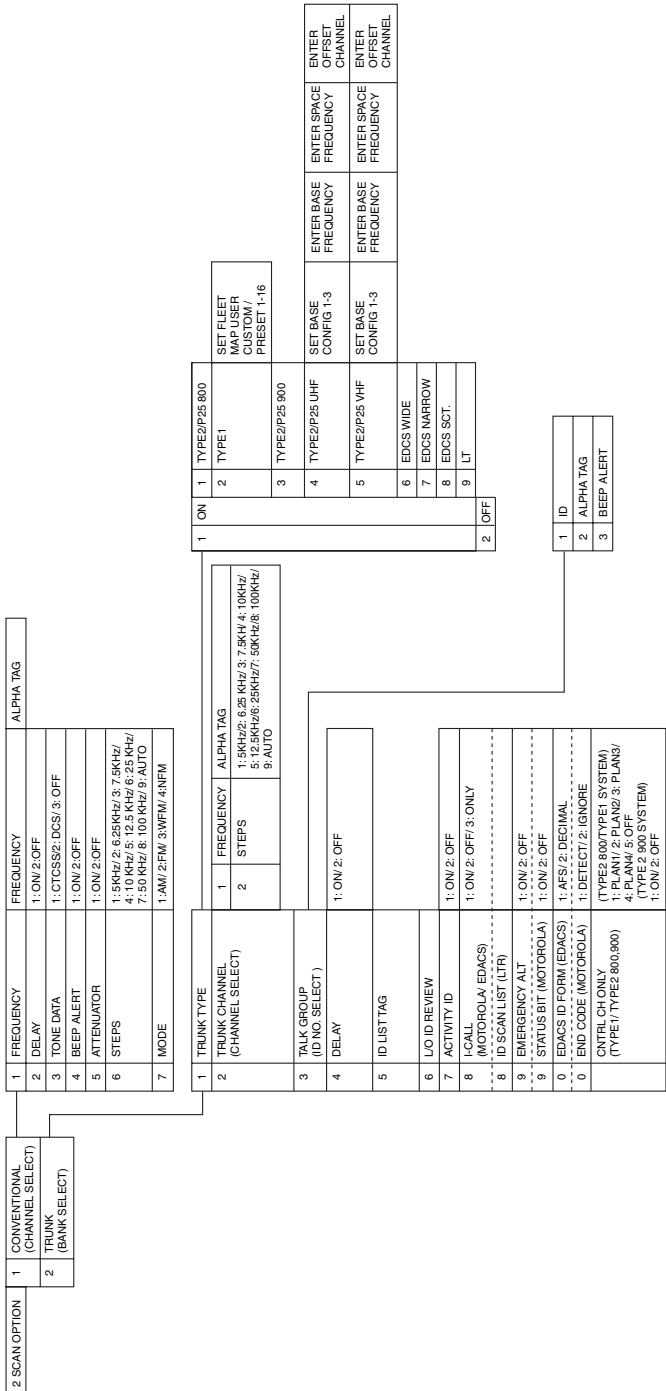 2 SCAN OPTION
1 CONVENTIONAL
(CHANNEL SELECT)
2 TRUNK
(BANK SELECT)
1 FREQUENCY FREQUENCY ALPHA TAG
2 DELAY 1: ON/ 2:OFF
3 TONE DATA 1:CTCSS/2: DCS/ 3: OFF
4 BEEP ALERT 1: ON/ 2:OFF
5 ATTENUATOR 1: ON/ 2:OFF
6 STEPS 1:5KHz/ 2: 6.25KHz/ 3: 7.5KHz/
4:10 KHz/ 5: 12.5 KHz/ 6:25 KHz/
7: 50 KHz/ 8: 100 KHz/ 9: AUTO
7 MODE 1:AM/ 2:FM/ 3:WFM/ 4:NFM
1 TRUNK TYPE
2 TRUNK CHANNEL
(CHANNEL SELECT)
3 TALK GROUP
(ID NO. SELECT )
4 DELAY 1: ON/ 2: OFF
5 ID LIST TAG
6 L/O ID REVIEW
7 ACTIVITY ID 1: ON/ 2: OFF
8 I-CALL 1: ON/ 2: OFF/ 3: ONLY
(MOTOROLA/ EDACS)
8 ID SCAN LIST (LTR)
9 EMERGENCY ALT 1: ON/ 2: OFF
9 STATUS BIT (MOTOROLA) 1: ON/ 2: OFF
0 EDACS ID FORM (EDACS) 1: AFS/ 2: DECIMAL
0 END CODE (MOTOROLA) 1: DETECT/ 2: IGNORE
CNTRL CH ONLY (TYPE2 800/TYPE1 SYSTEM)
(TYPE1/ TYPE2 800,900) 1: PLAN1/ 2: PLAN2/ 3: PLAN3/
4: PLAN4/ 5: OFF
(TYPE 2 900 SYSTEM)
1: ON/ 2: OFF
1 FREQUENCY ALPHA TAG
2 STEPS 1: 5KHz/2: 6.25 KHz/ 3: 7.5KH/ 4: 10KHz/
5: 12.5KHz/6:25KHz/7: 50KHz/8: 100KHz/
9: AUTO
1 ON
2 OFF
1 TYPE2/P25 800
2 TYPE1 SET FLEET
MAP USER
CUSTOM /
PRESET 1-16
3 TYPE2/P25 900
4 TYPE2/P25 UHF SET BASE
CONFIG 1-3 ENTER BASE
FREQUENCY ENTER SPACE
FREQUENCY ENTER
OFFSET
CHANNEL
5 TYPE2/P25 VHF SET BASE
CONFIG 1-3 ENTER BASE
FREQUENCY ENTER SPACE
FREQUENCY ENTER
OFFSET
CHANNEL
6 EDCS WIDE
7 EDCS NARROW
8 EDCS SCT.
9 LT
1 ID
2 ALPHA TAG
3 BEEP ALERT